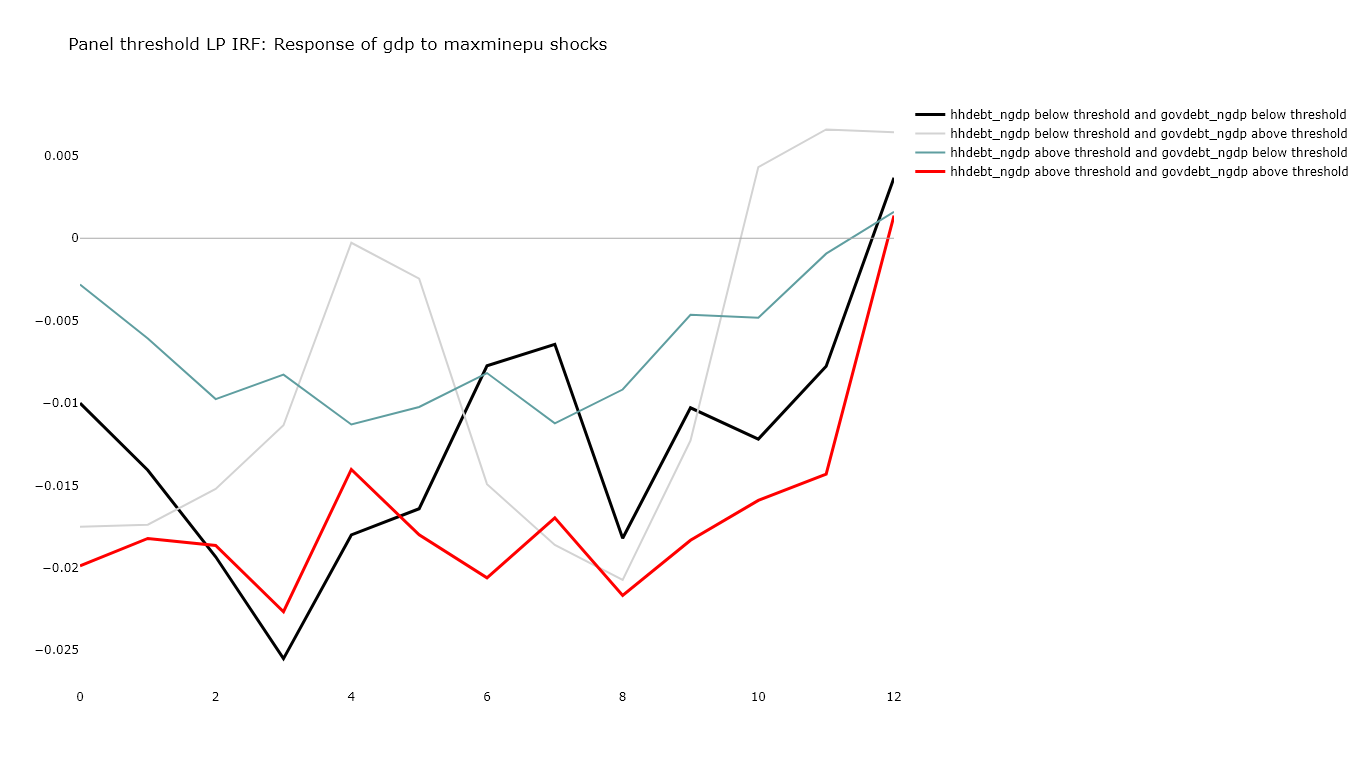 Panel threshold LP IRF: Response of gdp to maxminepu shocks
hhdebt_ngdp below threshold and govdebt_ngdp below threshold
hhdebt_ngdp below threshold and govdebt_ngdp above threshold
hhdebt_ngdp above threshold and govdebt_ngdp below threshold
hhdebt_ngdp above threshold and govdebt_ngdp above threshold
0.005
0
−0.005
−0.01
−0.015
−0.02
−0.025
0 2 4 6 8 10 12